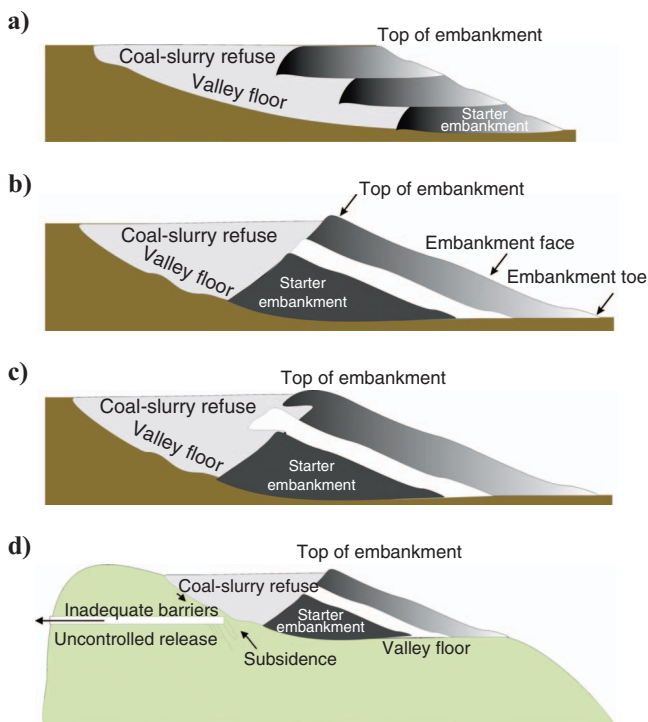 a)
Top of embankment
Coal-slurry refuse
Valley floor
Starter
embankment
b)
Top of embankment
Coal-slurry refuse
Embankment face
Valley floor
Embankment toe
Starter
embankment
c)
Top of embankment
Coal-slurry refuse
Valley floor
Starter
embankment
d)
Top of embankment
Coal-slurry refuse
Inadequate barriers
Starter
embankment
Uncontrolled release
Valley floor
Subsidence